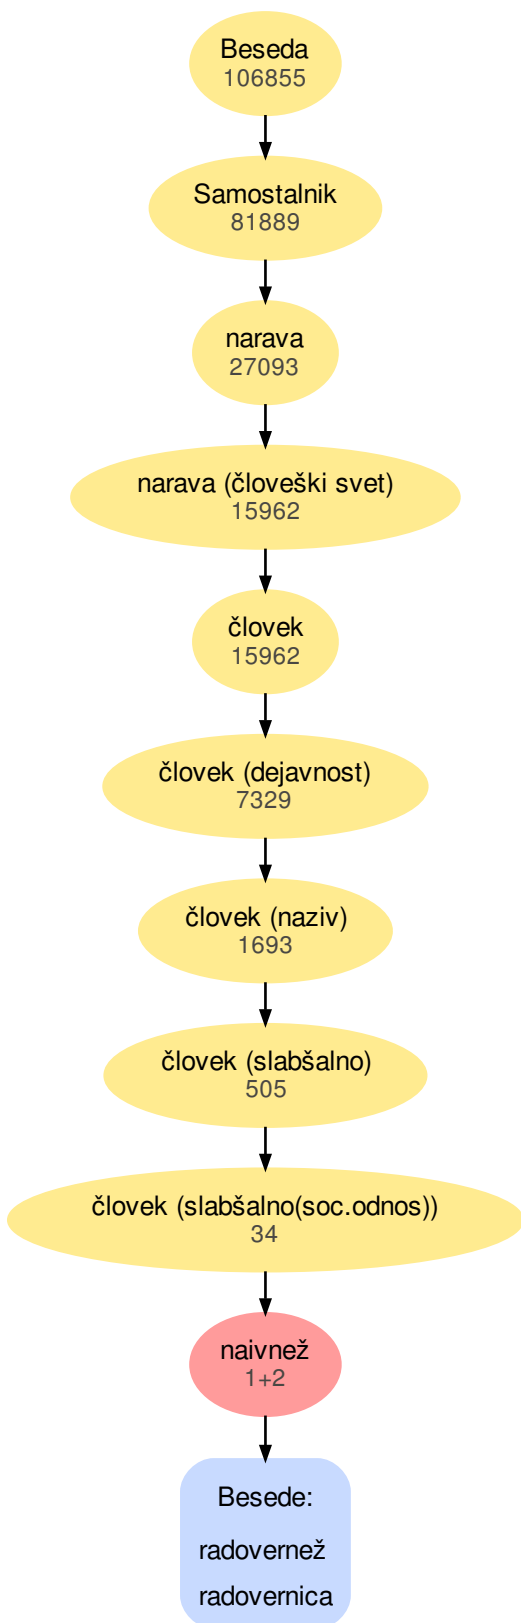 Beseda
106855
Samostalnik
81889
narava
27093
narava (človeški svet)
15962
človek
15962
človek (dejavnost)
7329
človek (naziv)
1693
človek (slabšalno)
505
človek (slabšalno(soc.odnos))
34
naivnež
1+2
Besede:
radovernež
radovernica